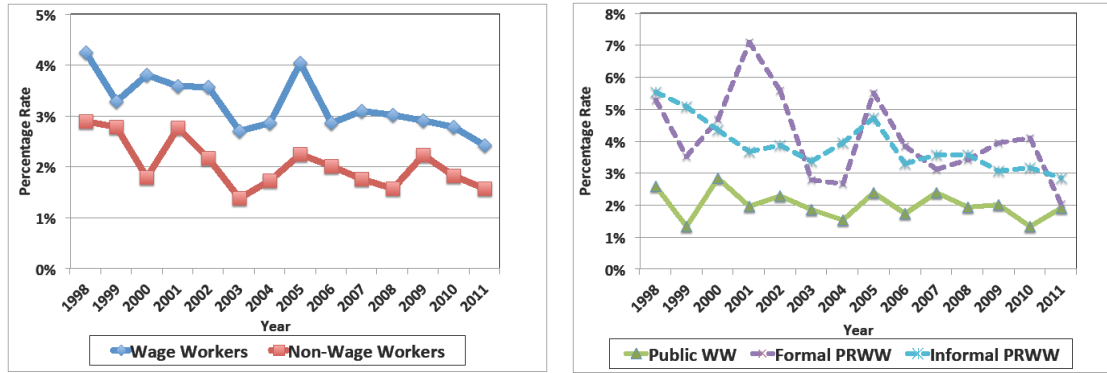 5%
4%
3%
2%
1%
0%
Percentage Rate
1998 1999 2000 2001 2002 2003 2004 2005 2006 2007 2008 2009 2010 2011
Year
Wage Workers Non-Wage Workers
8%
7%
6%
5%
4%
3%
2%
1%
0%
Percentage Rate
1998 1999 2000 2001 2002 2003 2004 2005 2006 2007 2008 2009 2010 2011
Year
Public WW Formal PRWW Informal PRWW